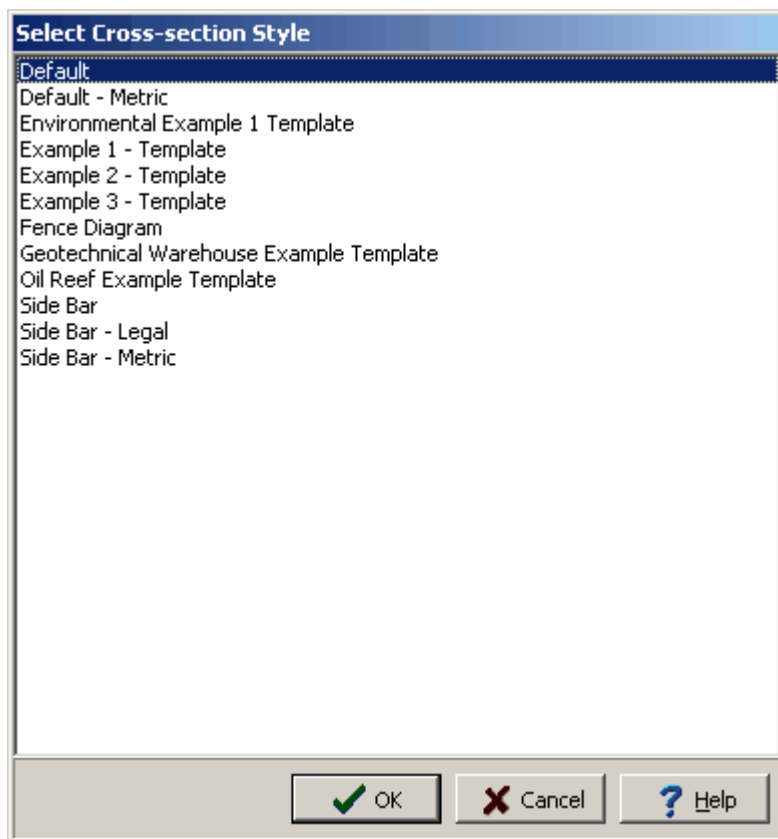 Select Cross-section Style
Default
Default - Metric
Environmental Example 1 Template
Example 1 - Template
Example 2 - Template
Example 3 - Template
Fence Diagram
Geotechnical Warehouse Example Template
Oil Reef Example Template
Side Bar
Side Bar - Legal
Side Bar - Metric
OK Cancel Help